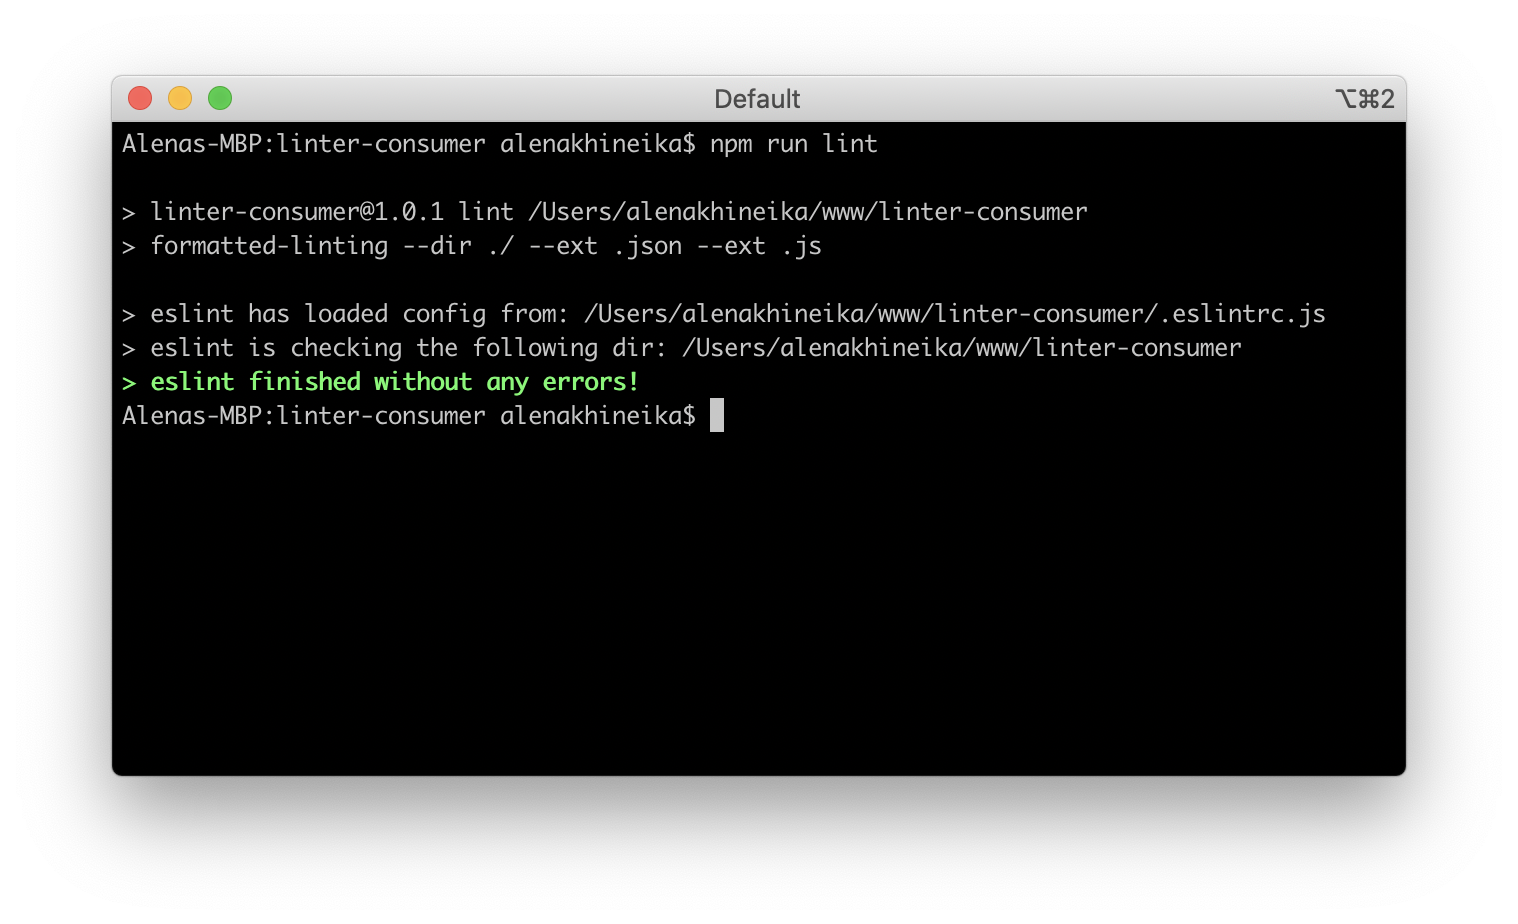 Default
⌥⌘2
Alenas-MBP:linter-consumer alenakhineika$ npm run lint
> linter-consumer@1.0.1 lint /Users/alenakhineika/www/linter-consumer
> formatted-linting --dir ./ --ext .json --ext .js
> eslint has loaded config from: /Users/alenakhineika/www/linter-consumer/.eslintrc.js
> eslint is checking the following dir: /Users/alenakhineika/www/linter-consumer
> eslint finished without any errors!
Alenas-MBP:linter-consumer alenakhineika$